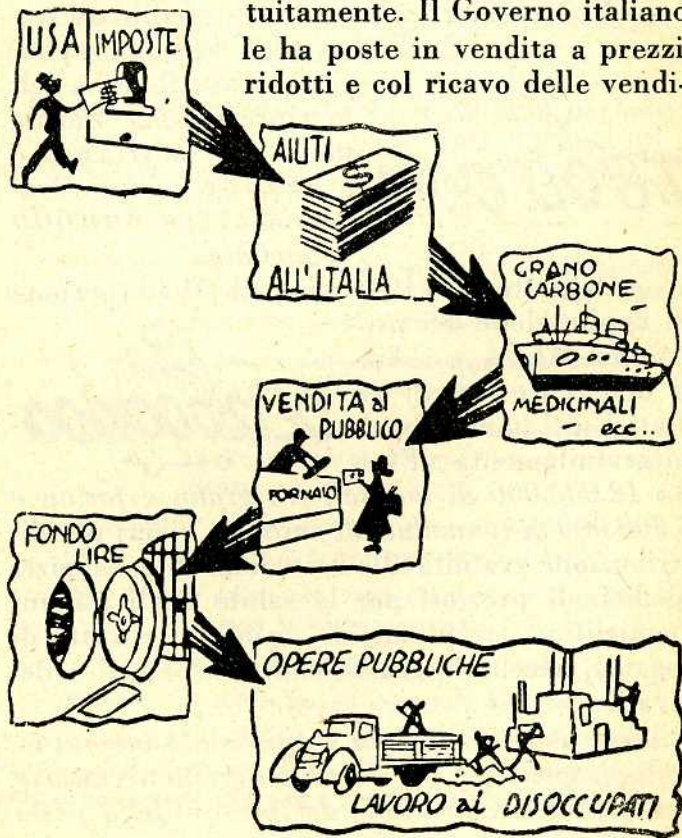 tuitamente. Il Governo italiano
le ha poste in vendita a prezzi
ridotti e col ricavo delle vendi-
USA IMPOSTE
$
AIUTI
$
ALL'ITALIA
GRANO
CARBONE
MEDICINALI
- ecc..
VENDITA al
PUBBLICO
FORNAIO
FONDO
LIRE
OPERE PUBBLICHE
LAVORO ai DISOCCUPATI